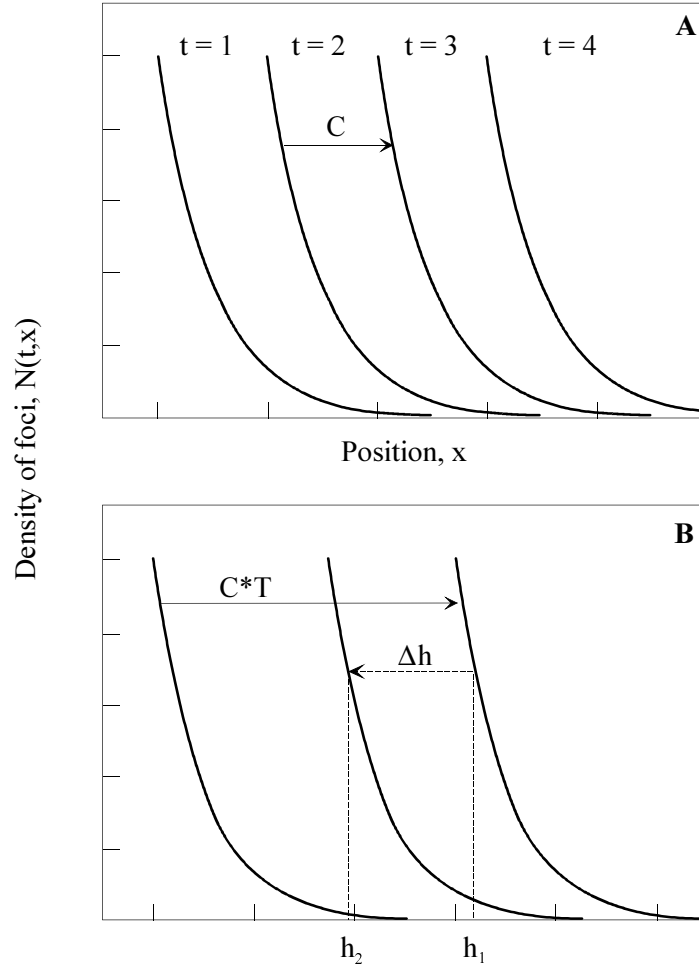 A
t = 1 t = 2 t = 3 t = 4
C
Position, x
Density of foci, N(t,x)
B
C*T
Δh
h₂ h₁